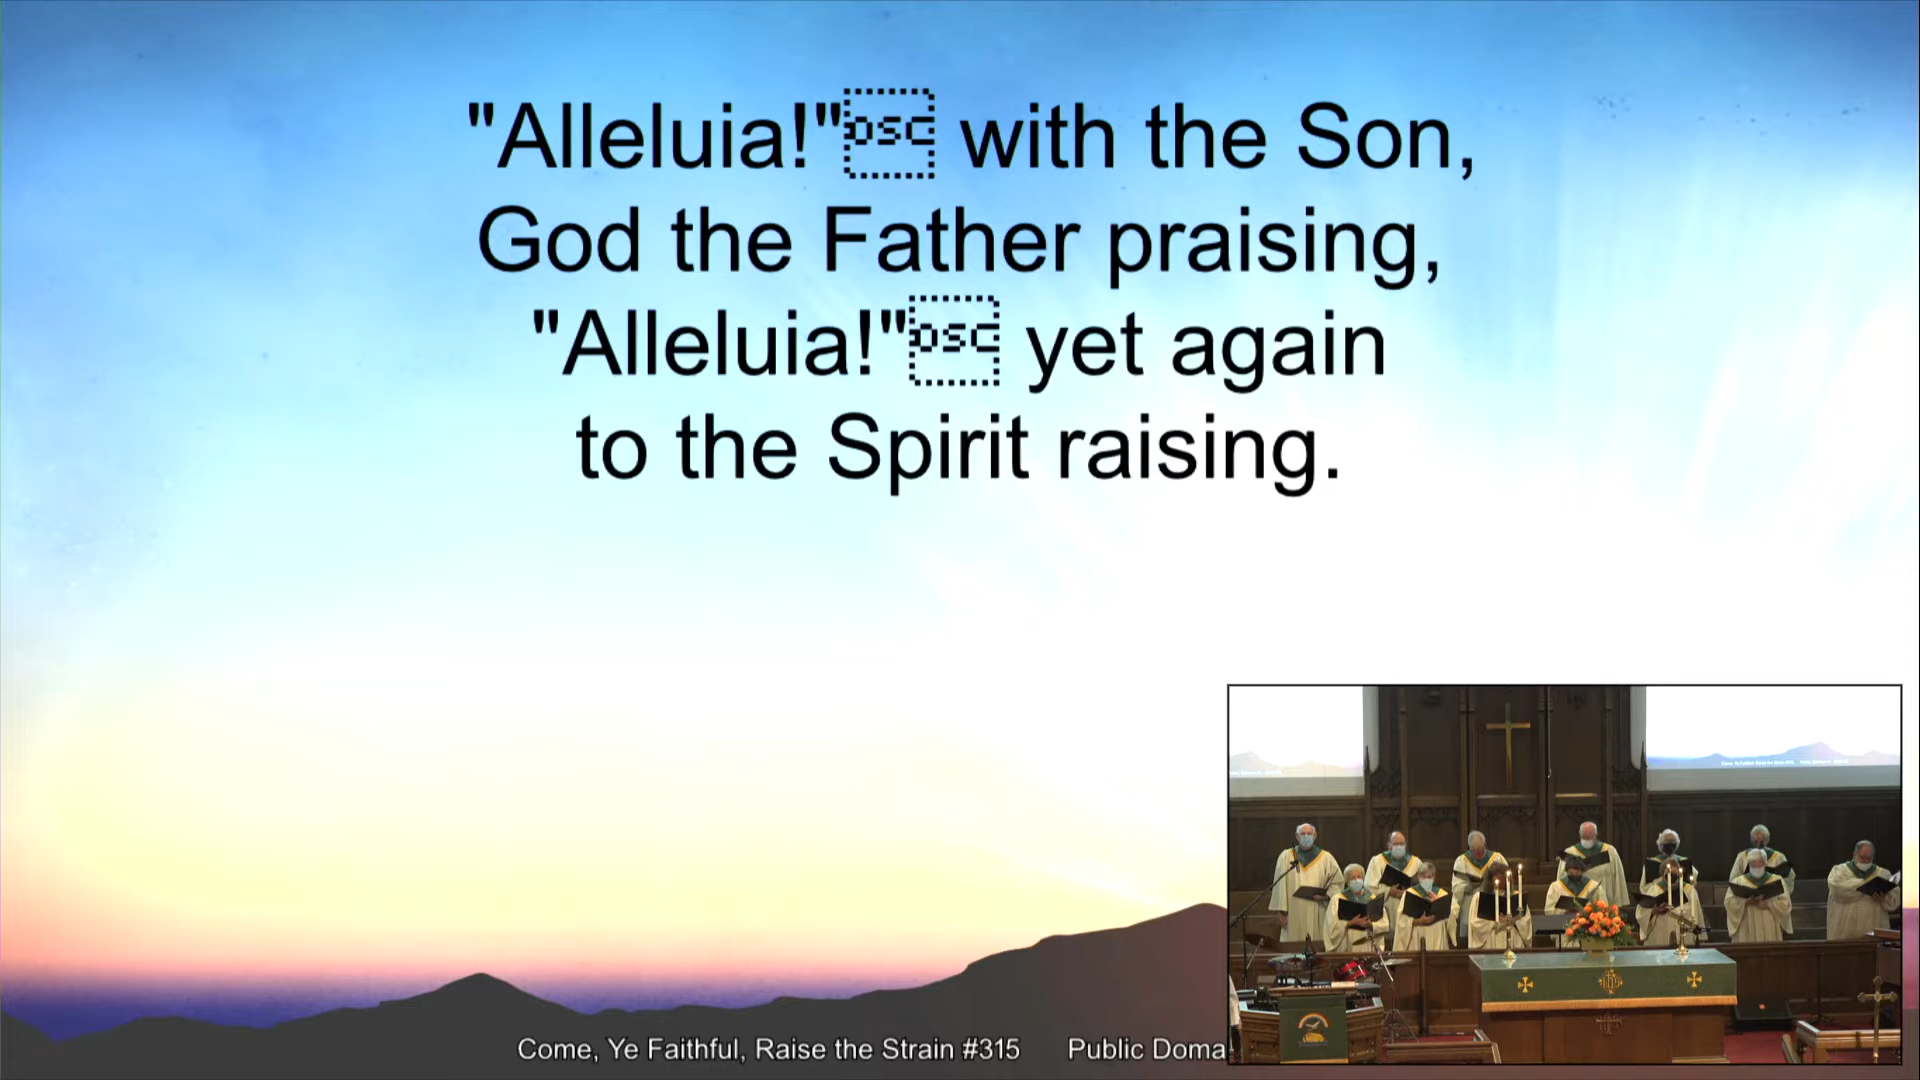 "Alleluia!" with the Son,
God the Father praising,
"Alleluia!" yet again
to the Spirit raising.
Come, Ye Faithful, Raise the Strain #315 Public Doma